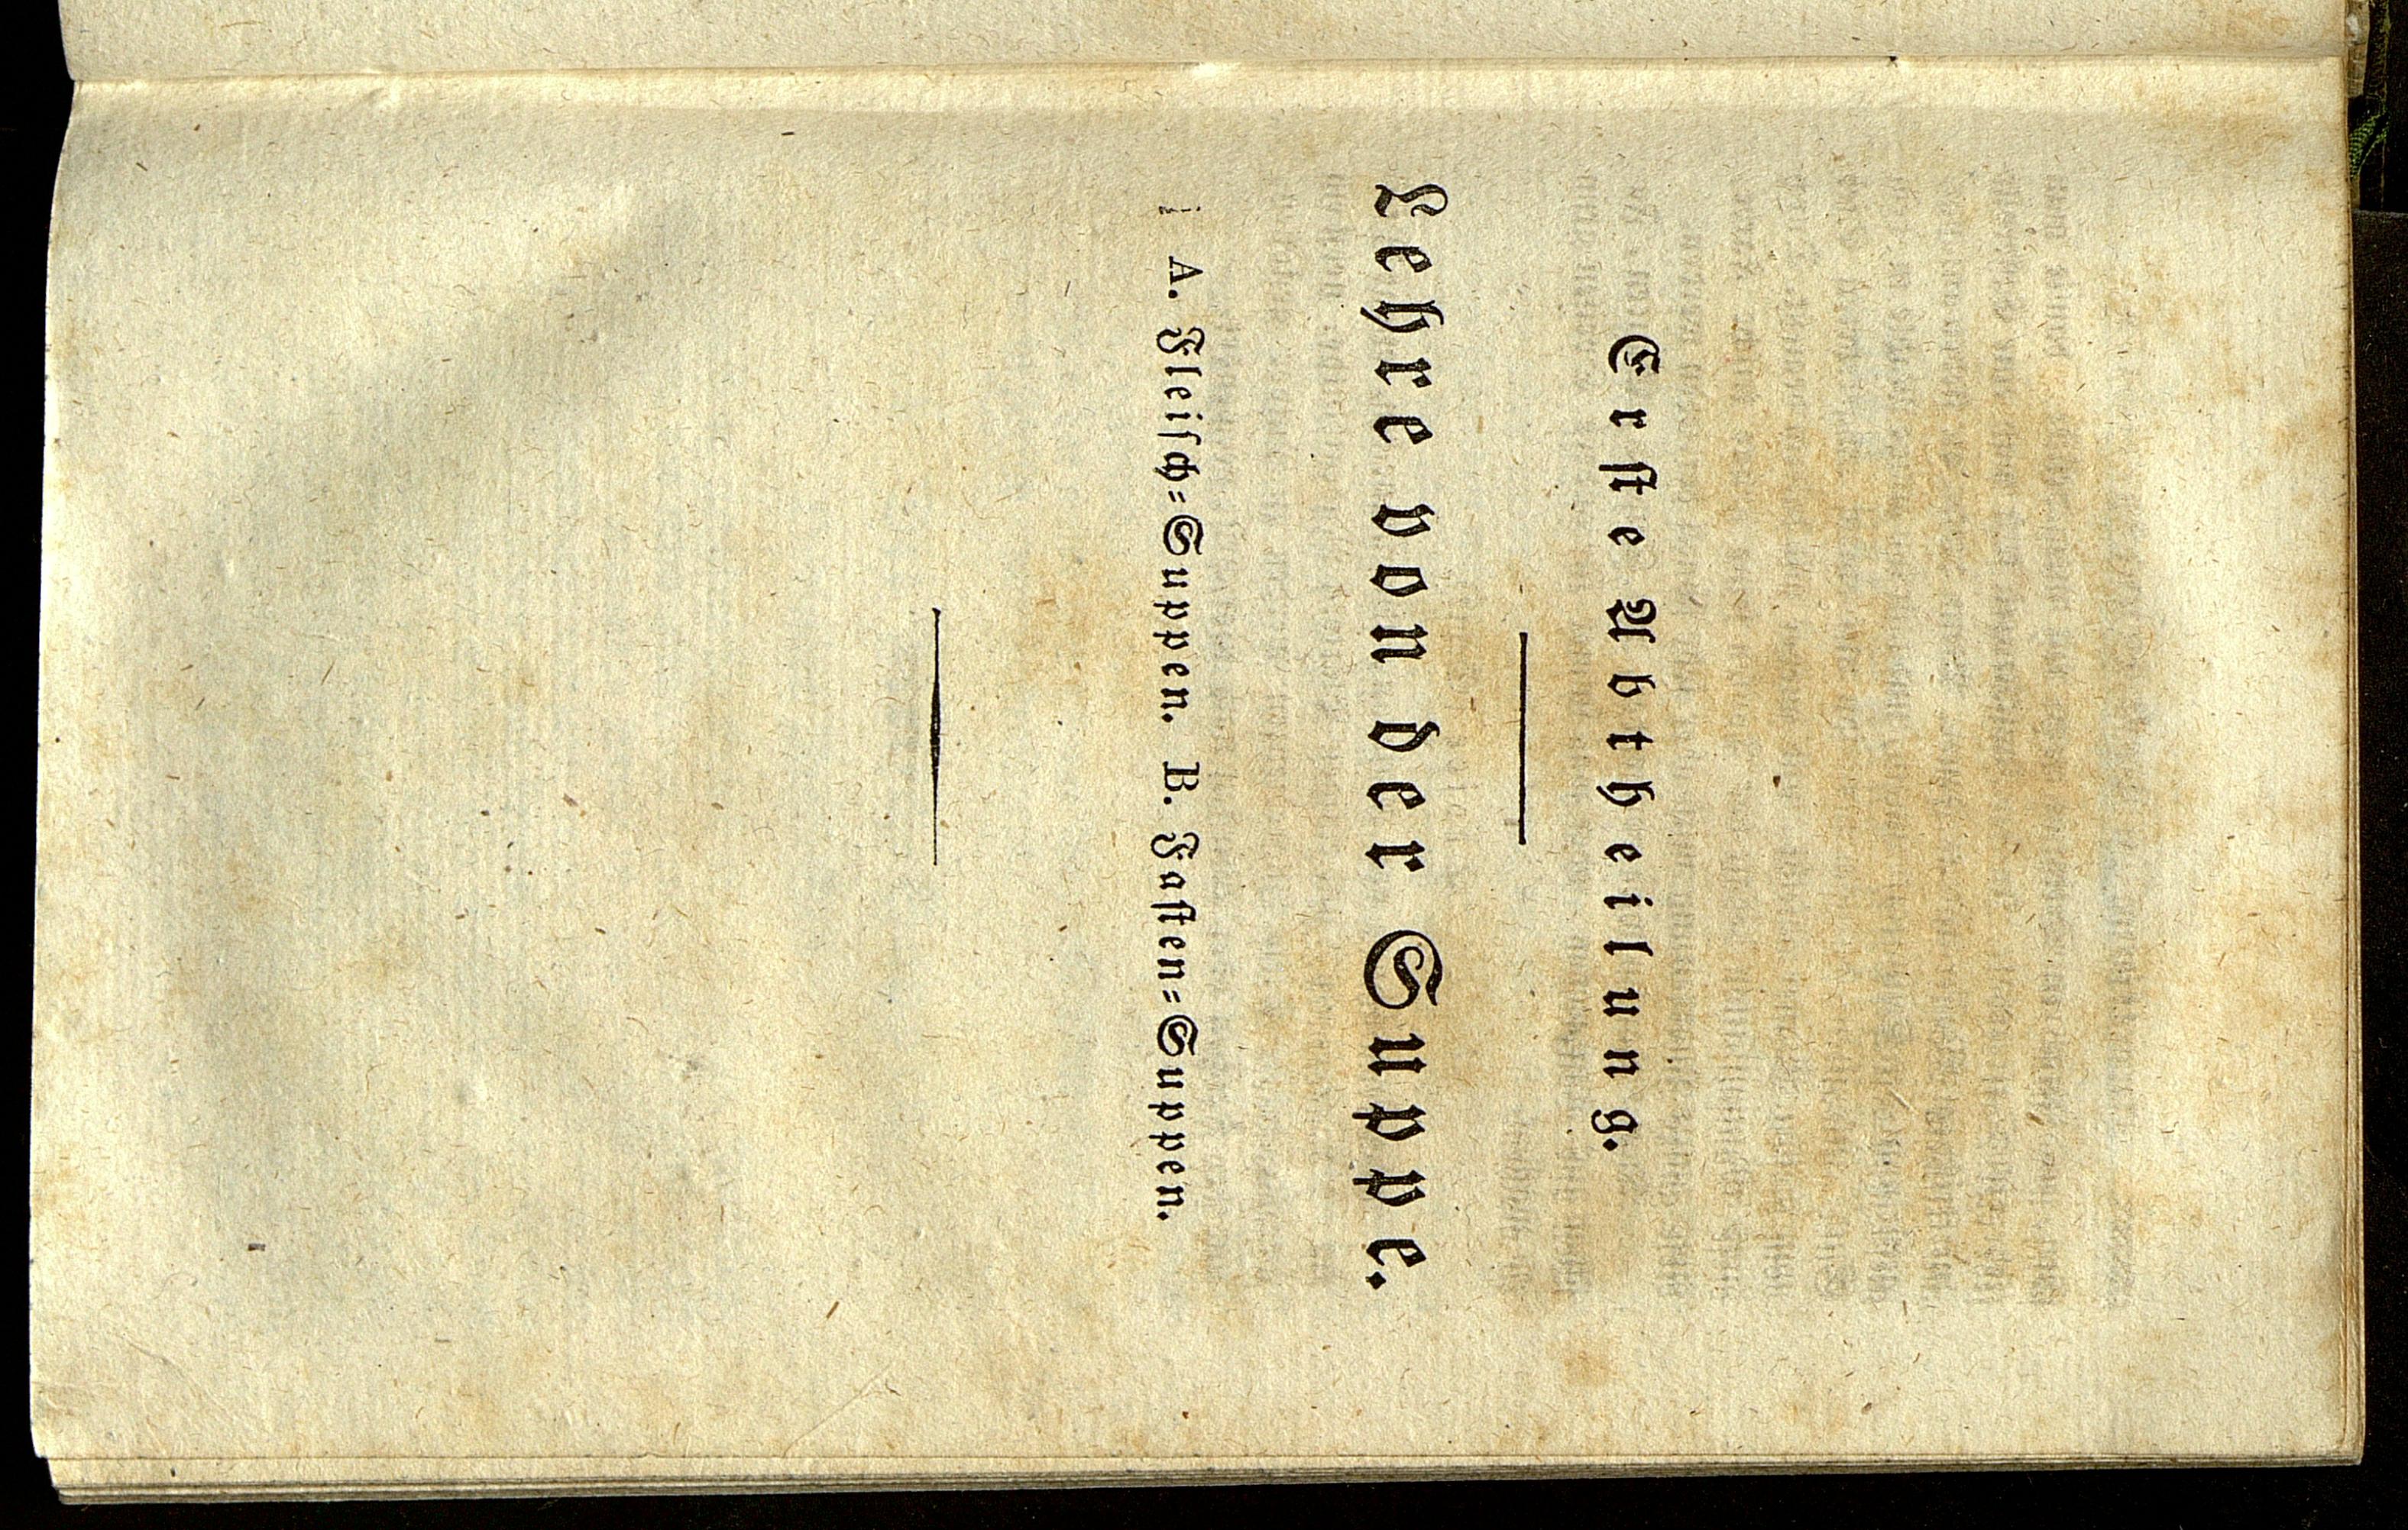 Erſte Abtheilung.
Lehre von der Suppe.
A. Fleiſch=Suppen. B. Faſten=Suppen.